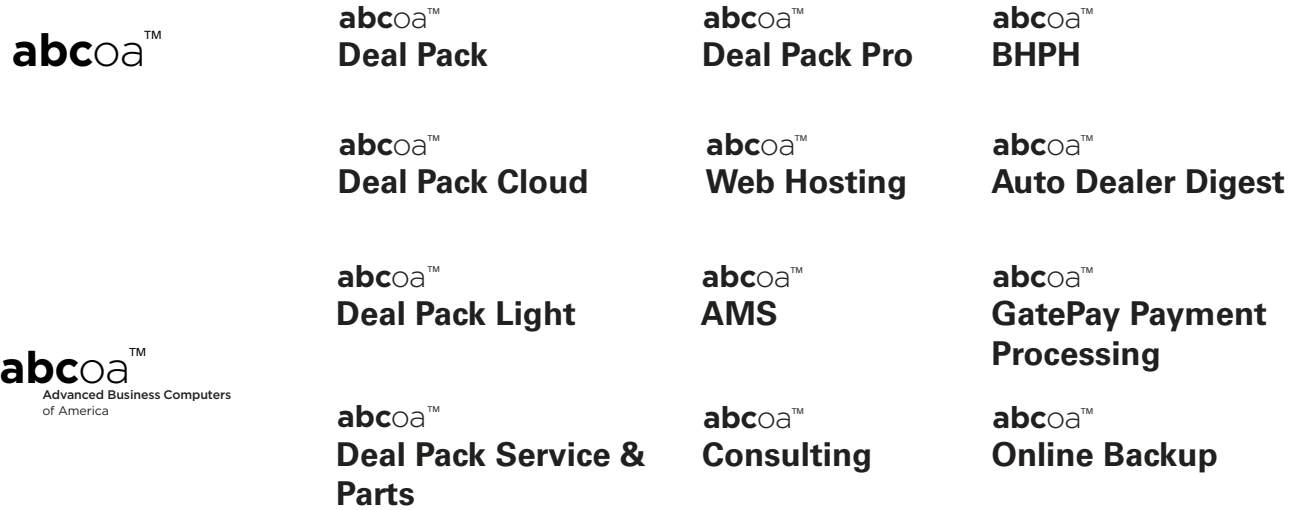 abcoa™
abcoa™
Deal Pack
abcoa™
Deal Pack Pro
abcoa™
BHPH
abcoa™
Deal Pack Cloud
abcoa™
Web Hosting
abcoa™
Auto Dealer Digest
abcoa™
Deal Pack Light
abcoa™
AMS
abcoa™
GatePay Payment
Processing
abcoa™
Advanced Business Computers
of America
abcoa™
Deal Pack Service &
Parts
abcoa™
Consulting
abcoa™
Online Backup